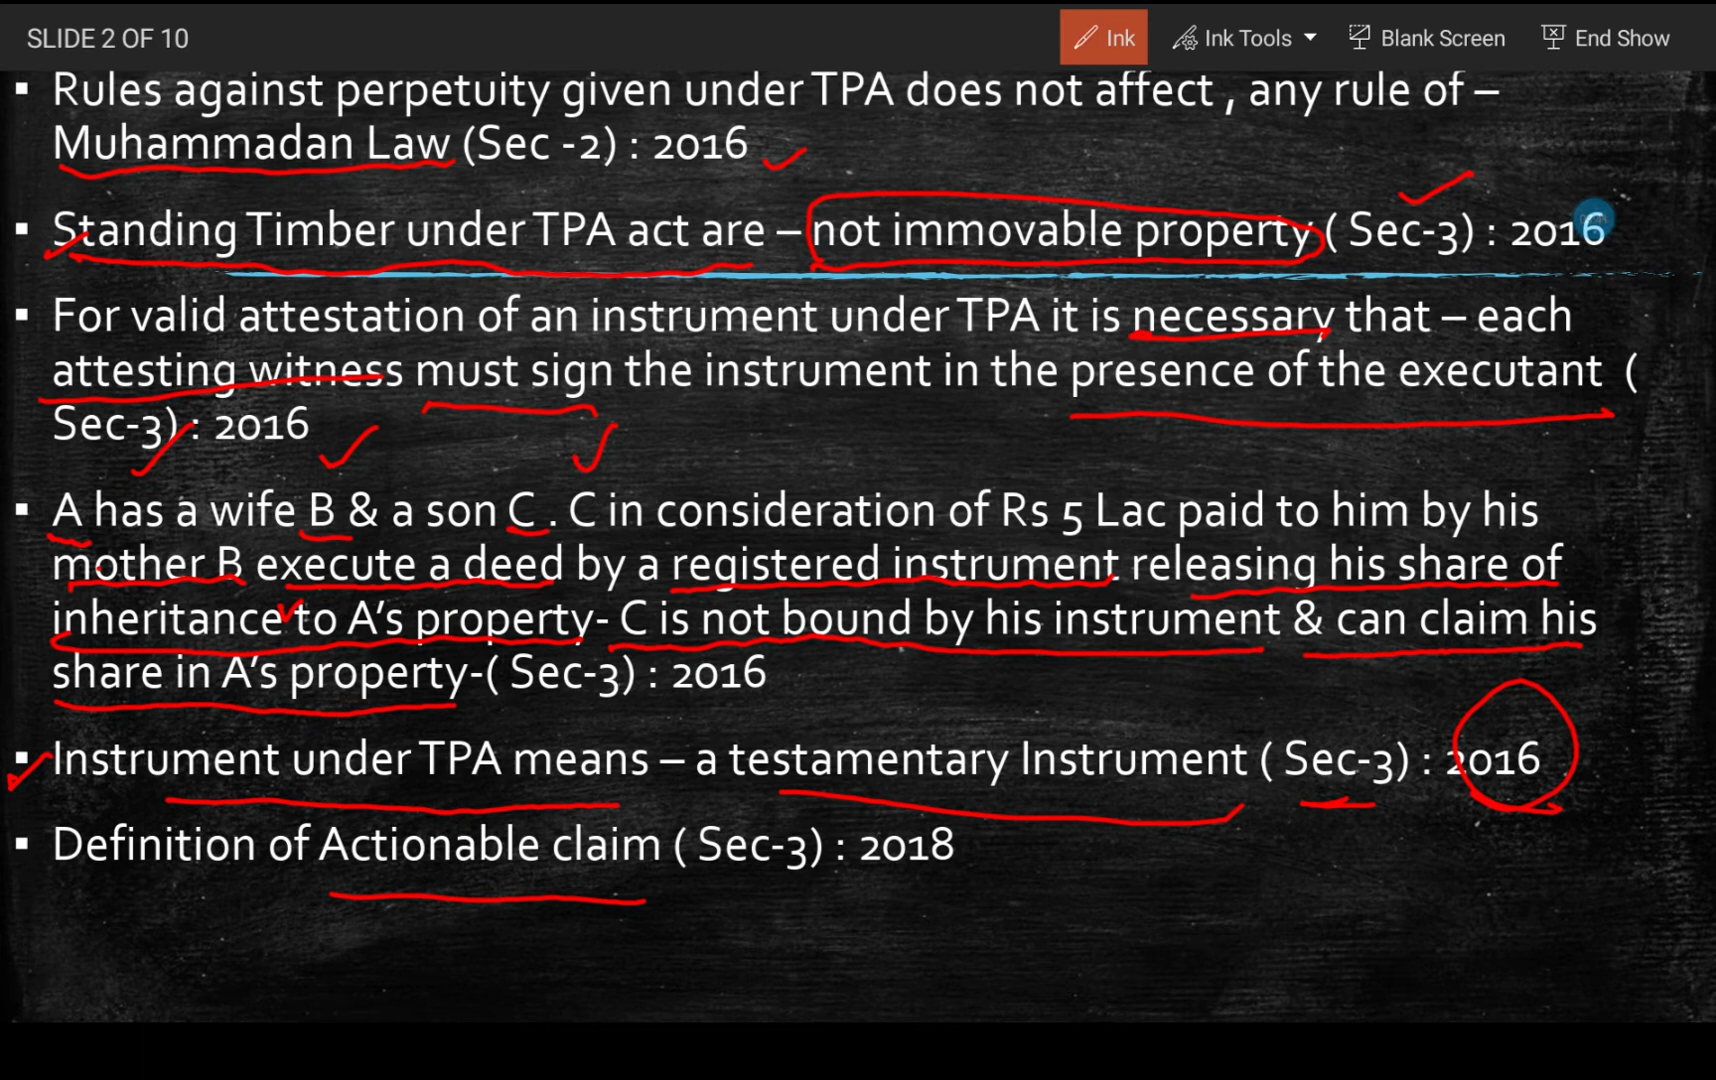 SLIDE 2 OF 10
Ink
Ink Tools
Blank Screen
End Show
▪ Rules against perpetuity given under TPA does not affect , any rule of –
Muhammadan Law (Sec -2) : 2016
▪ Standing Timber under TPA act are – not immovable property ( Sec-3) : 2016
▪ For valid attestation of an instrument under TPA it is necessary that – each
attesting witness must sign the instrument in the presence of the executant (
Sec-3) : 2016
▪ A has a wife B & a son C . C in consideration of Rs 5 Lac paid to him by his
mother B execute a deed by a registered instrument releasing his share of
inheritance to A’s property- C is not bound by his instrument & can claim his
share in A’s property-( Sec-3) : 2016
▪ Instrument under TPA means – a testamentary Instrument ( Sec-3) : 2016
▪ Definition of Actionable claim ( Sec-3) : 2018